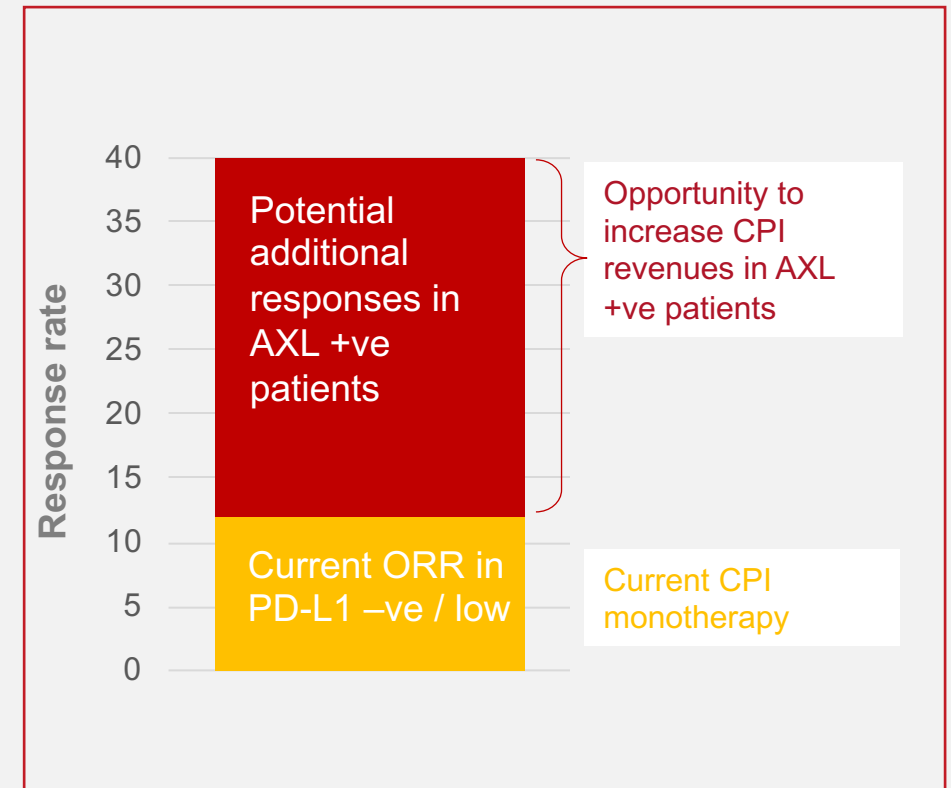 Response rate
40
35
30
25
20
15
10
5
0
Potential
additional
responses in
AXL +ve
patients
Current ORR in
PD-L1 –ve / low
Opportunity to
increase CPI
revenues in AXL
+ve patients
Current CPI
monotherapy